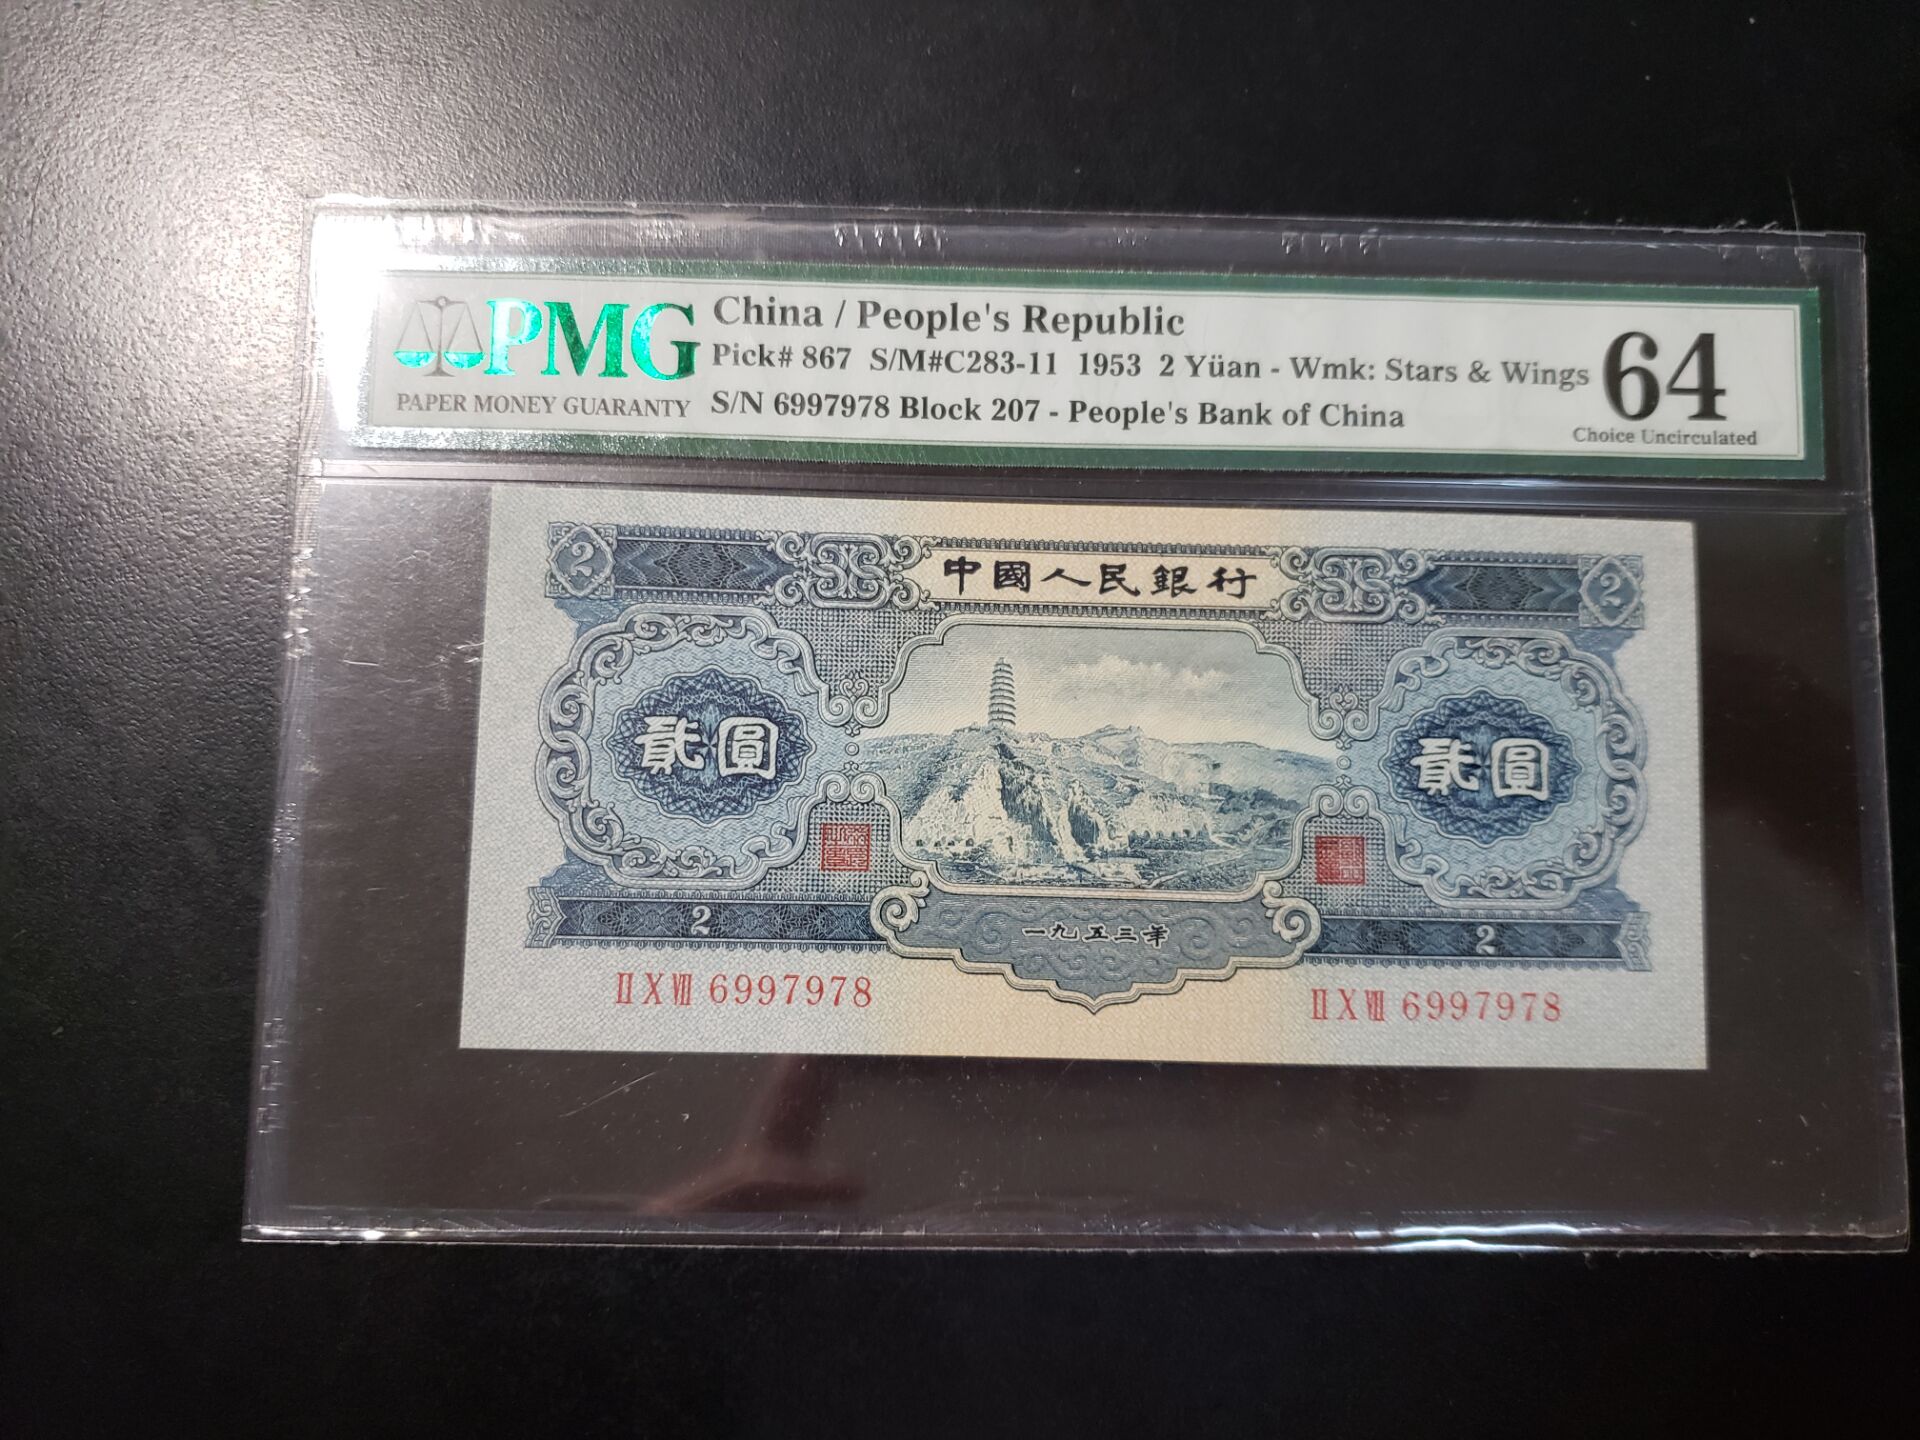 PMG
PAPER MONEY GUARANTY
China / People's Republic
Pick# 867 S/M#C283-11 1953 2 Yüan - Wmk: Stars & Wings
S/N 6997978 Block 207 - People's Bank of China
64
Choice Uncirculated
2
中國人民銀行
2
貳圓
貳圓
2
一九五三年
2
ⅡⅩⅦ 6997978
ⅡⅩⅦ 6997978